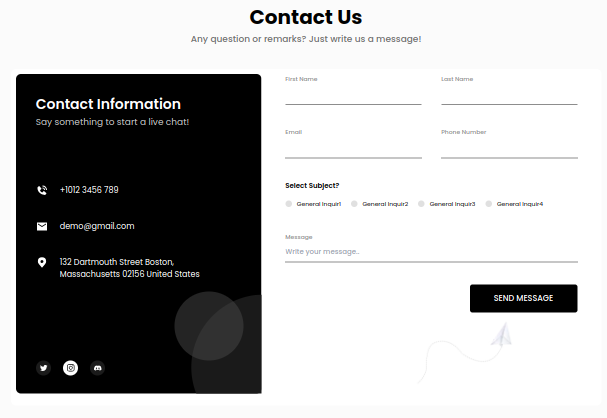 Contact Us
Any question or remarks? Just write us a message!
Contact Information
Say something to start a live chat!
+1012 3456 789
demo@gmail.com
132 Dartmouth Street Boston,
Massachusetts 02156 United States
First Name
Last Name
Email
Phone Number
Select Subject?
General Inquir1
General Inquir2
General Inquir3
General Inquir4
Message
Write your message..
SEND MESSAGE